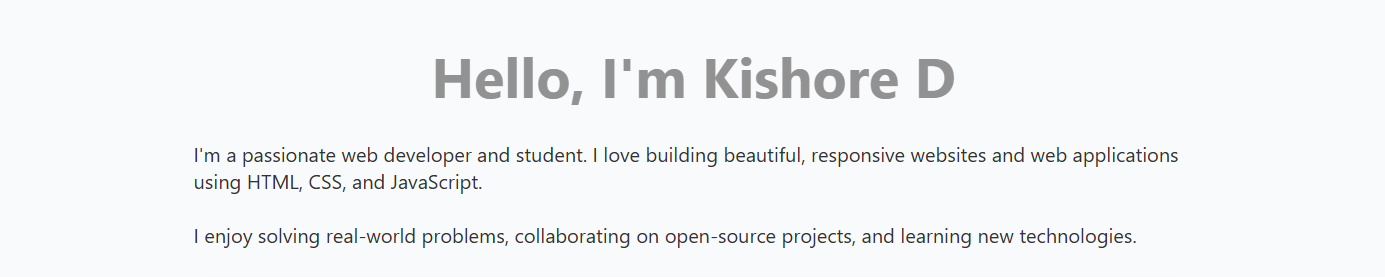 Hello, I'm Kishore D
I'm a passionate web developer and student. I love building beautiful, responsive websites and web applications
using HTML, CSS, and JavaScript.
I enjoy solving real-world problems, collaborating on open-source projects, and learning new technologies.